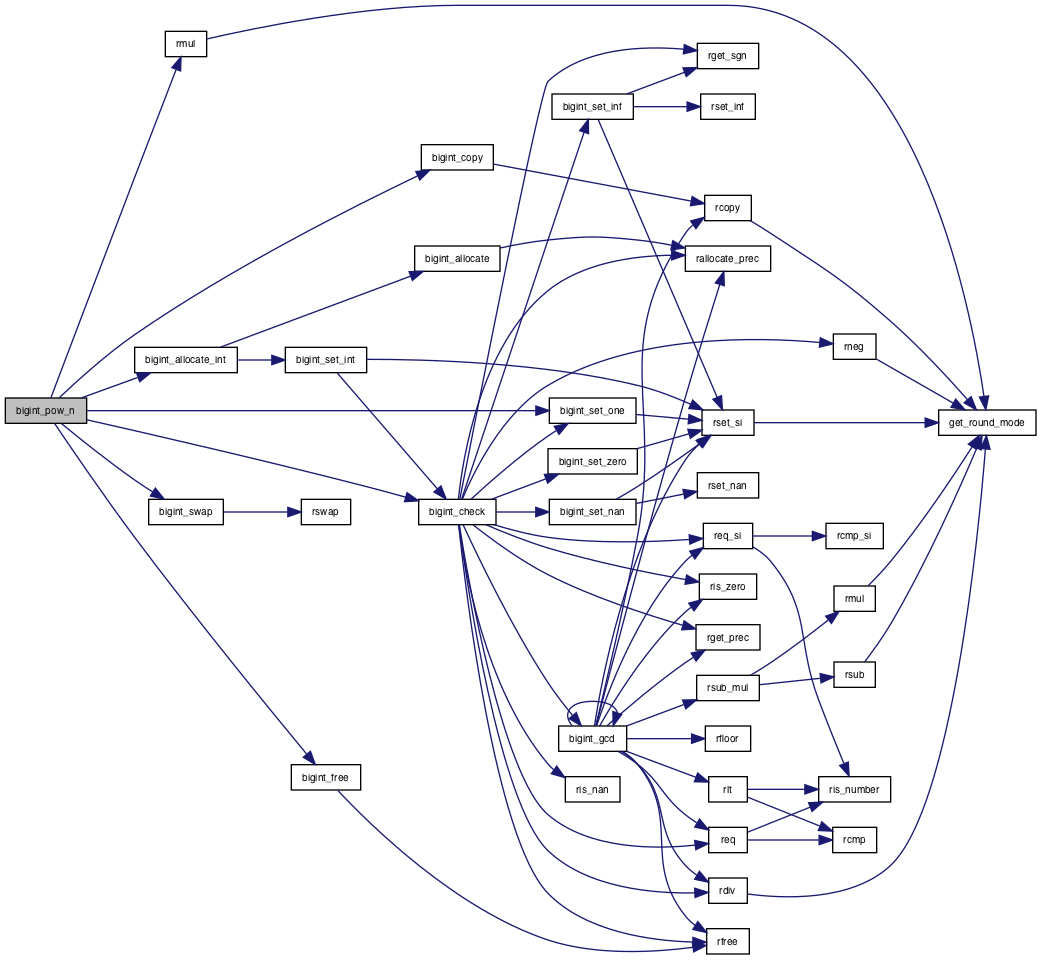 rmul
rget_sgn
bigint_set_inf
rset_inf
bigint_copy
rcopy
bigint_allocate
rallocate_prec
rneg
bigint_allocate_int
bigint_set_int
bigint_pow_n
bigint_set_one
rset_si
get_round_mode
bigint_set_zero
rset_nan
bigint_swap
rswap
bigint_check
bigint_set_nan
req_si
rcmp_si
ris_zero
rmul
rget_prec
rsub
rsub_mul
bigint_gcd
rfloor
bigint_free
ris_nan
rlt
ris_number
req
rcmp
rdiv
rfree